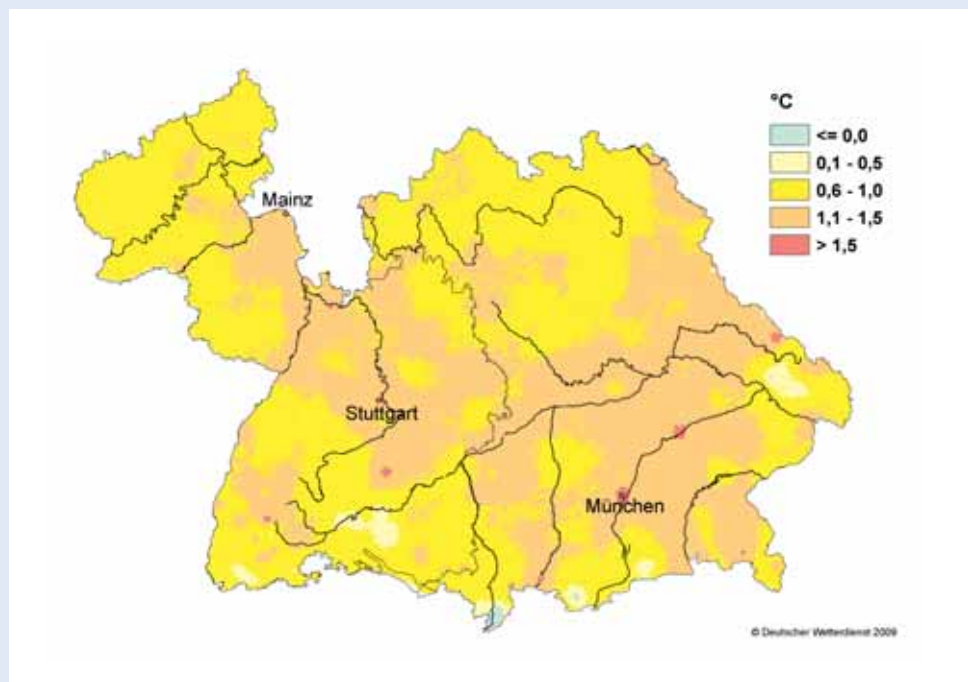 °C
<= 0,0
0,1 - 0,5
0,6 - 1,0
1,1 - 1,5
> 1,5
Mainz
Stuttgart
München
© Deutscher Wetterdienst 2009